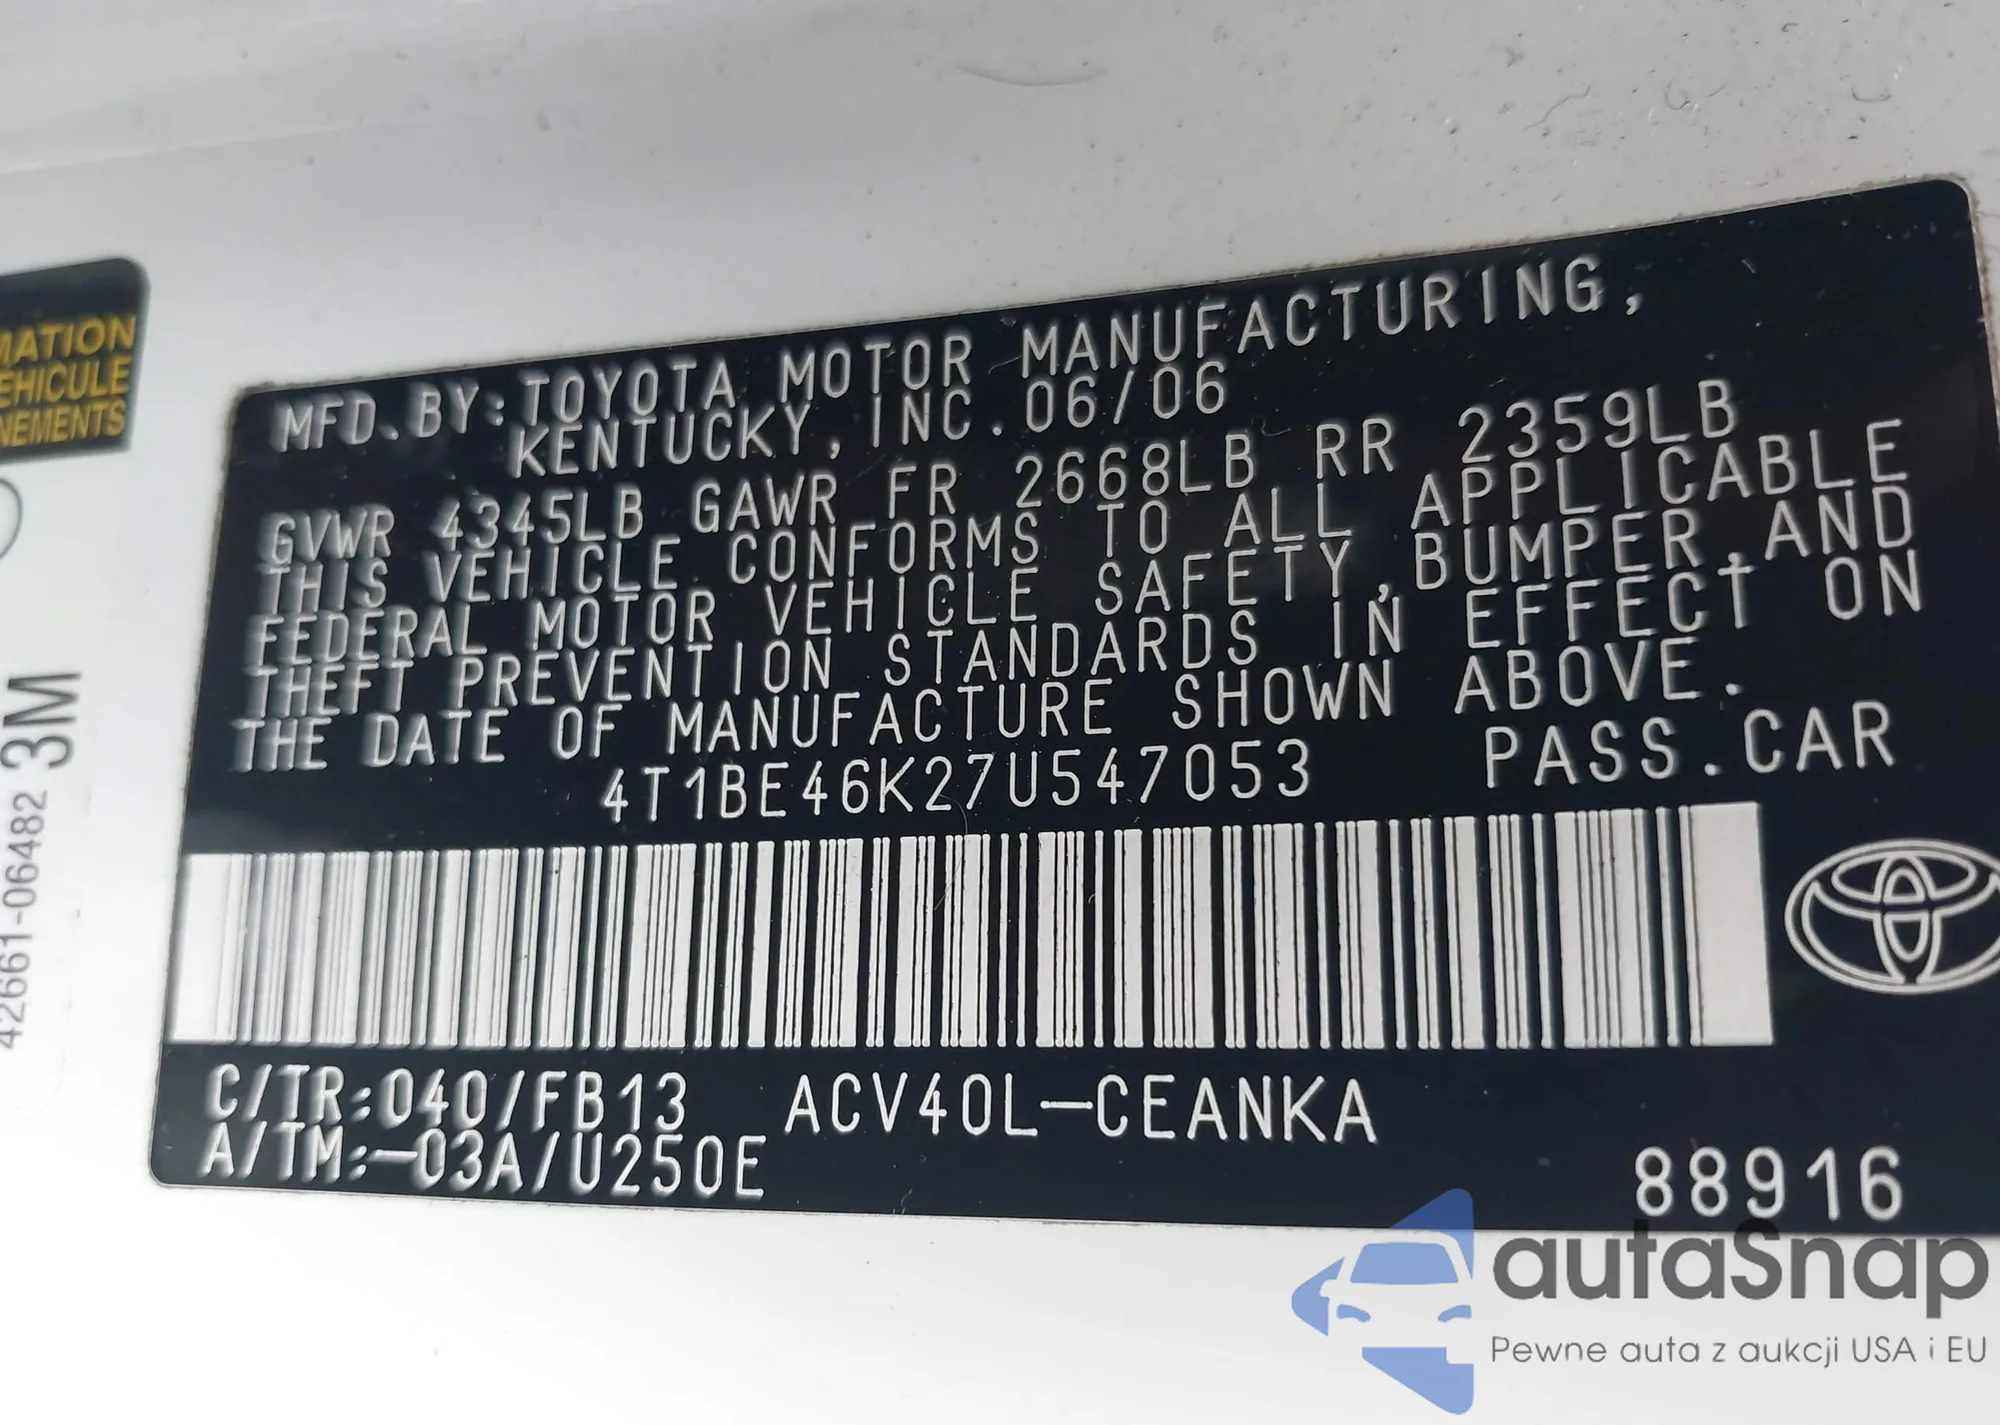 MATION
EHICULE
NEMENTS
42661-06482 3M
MFD.BY:TOYOTA MOTOR MANUFACTURING,
KENTUCKY, INC.06/06
GVWR 4345LB GAWR FR 2668LB RR 2359LB
THIS VEHICLE CONFORMS TO ALL APPLICABLE
FEDERAL MOTOR VEHICLE SAFETY,BUMPER,AND
THEFT PREVENTION STANDARDS IN EFFECT ON
THE DATE OF MANUFACTURE SHOWN ABOVE.
4T1BE46K27U547053 PASS.CAR
C/TR:040/FB13 ACV40L-CEANKA
A/TM:-03A/U250E
88916
autaSnap
Pewne auta z aukcji USA i EU